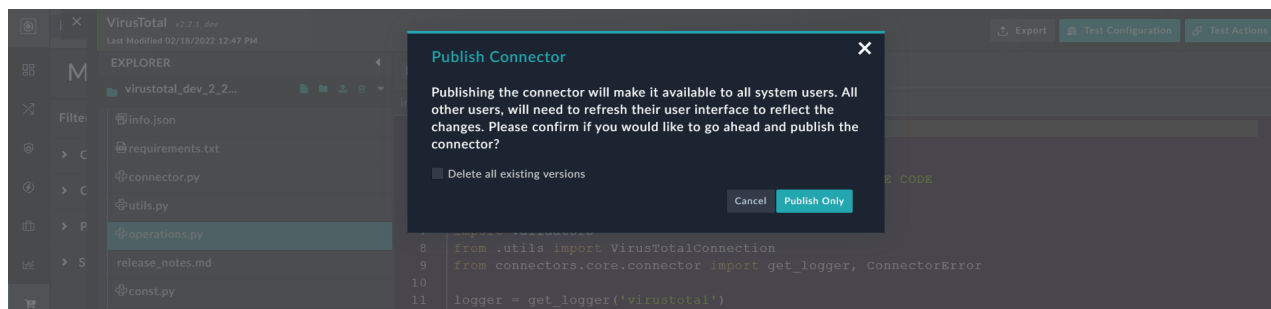 VirusTotal v2.2.1_dev
Last Modified 02/18/2022 12:47 PM
Export
Test Configuration
Test Actions
EXPLORER
virustotal_dev_2_2...
M
Filte
info.json
requirements.txt
> C
connector.py
> C
utils.py
> P
operations.py
> S
release_notes.md
const.py
Publish Connector
Publishing the connector will make it available to all system users. All
other users, will need to refresh their user interface to reflect the
changes. Please confirm if you would like to go ahead and publish the
connector?
Delete all existing versions
Cancel
Publish Only
E CODE
8 from .utils import VirusTotalConnection
9 from connectors.core.connector import get_logger, ConnectorError
10
11 logger = get_logger('virustotal')